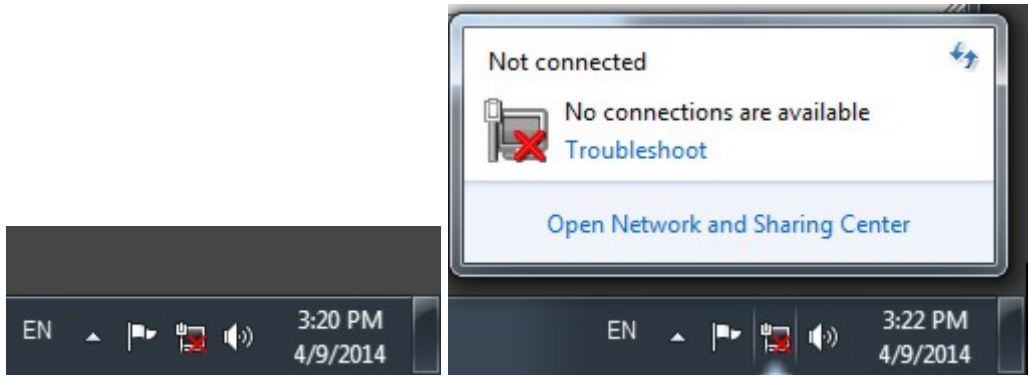 EN
3:20 PM
4/9/2014
Not connected
No connections are available
Troubleshoot
Open Network and Sharing Center
EN
3:22 PM
4/9/2014